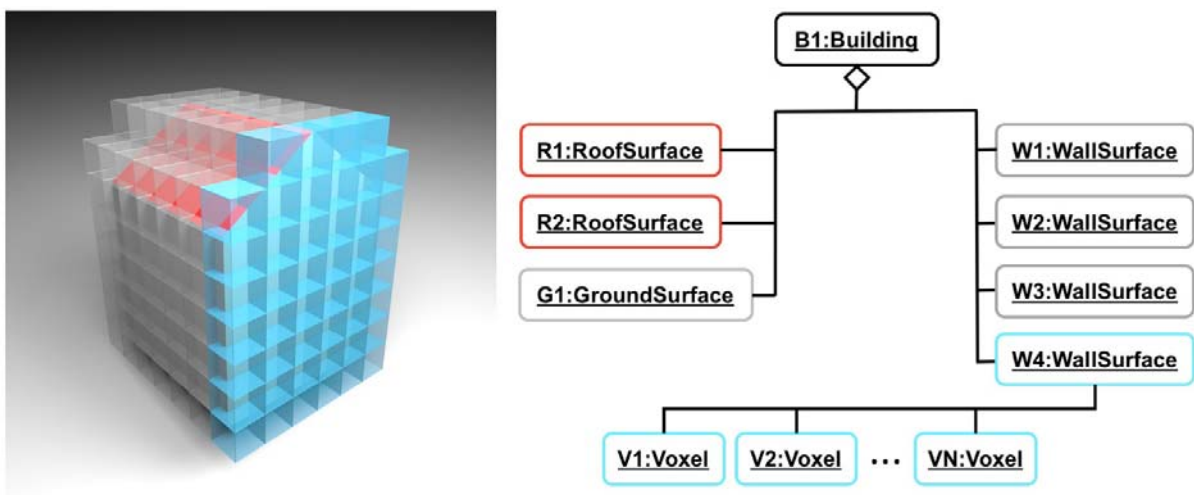 B1:Building
R1:RoofSurface
W1:WallSurface
R2:RoofSurface
W2:WallSurface
G1:GroundSurface
W3:WallSurface
W4:WallSurface
V1:Voxel V2:Voxel ... VN:Voxel